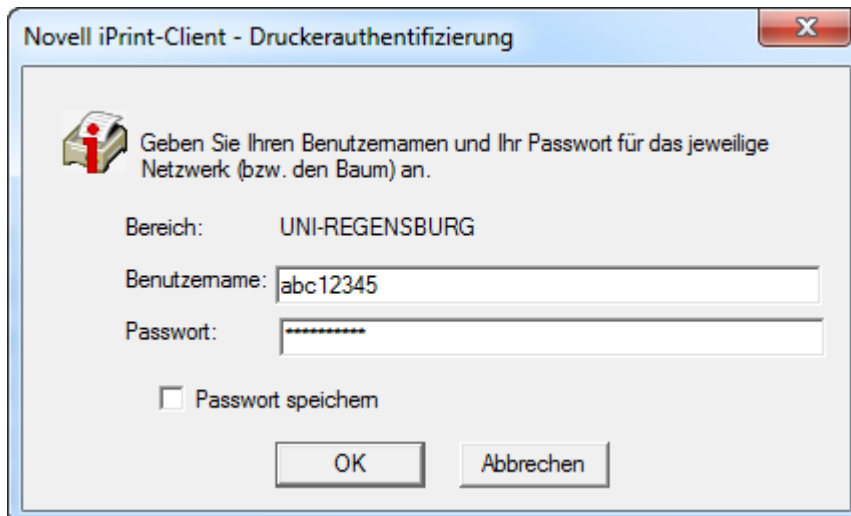 Novell iPrint-Client - Druckerauthentifizierung
Geben Sie Ihren Benutzernamen und Ihr Passwort für das jeweilige
Netzwerk (bzw. den Baum) an.
Bereich: UNI-REGENSBURG
Benutzername: abc12345
Passwort: **********
Passwort speichern
OK Abbrechen